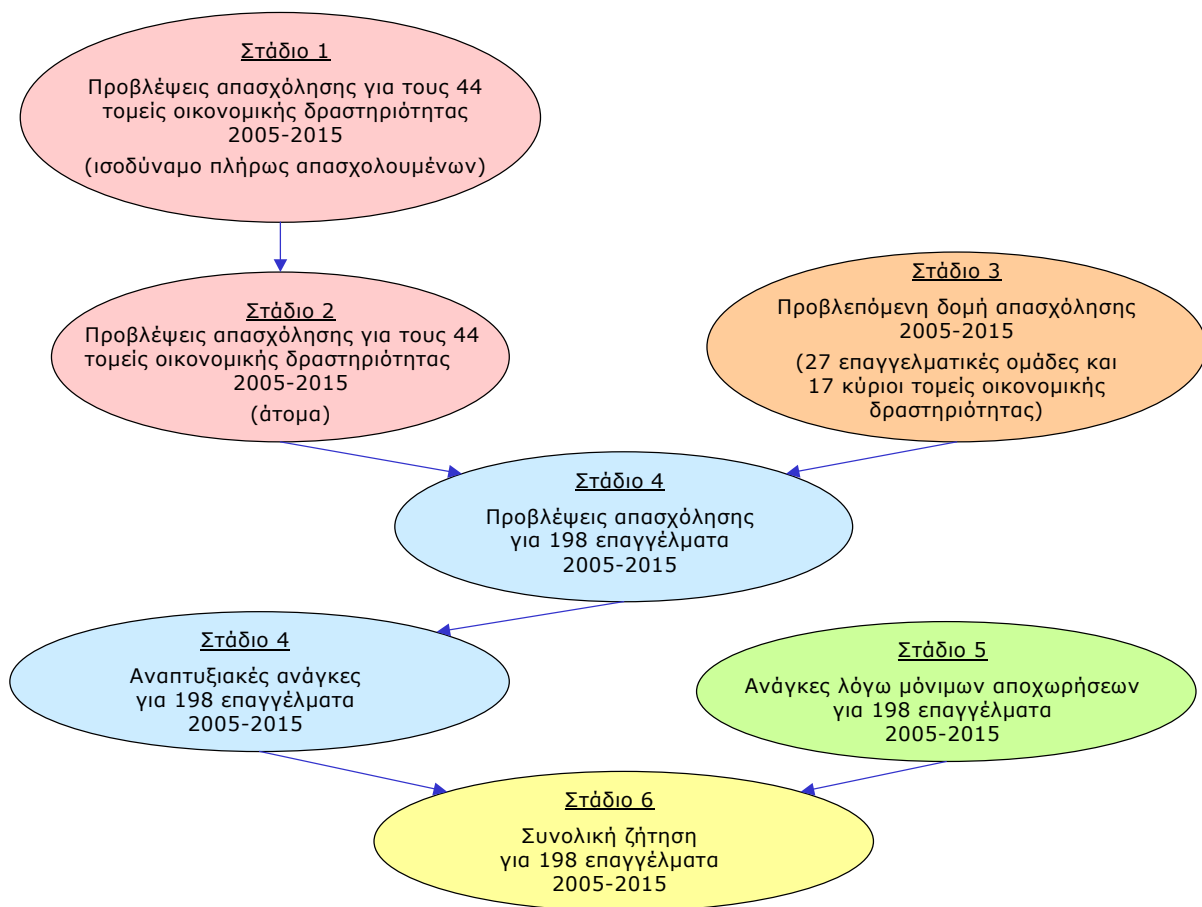 Στάδιο 1
Προβλέψεις απασχόλησης για τους 44
τομείς οικονομικής δραστηριότητας
2005-2015
(ισοδύναμο πλήρως απασχολουμένων)
Στάδιο 2
Προβλέψεις απασχόλησης για τους 44
τομείς οικονομικής δραστηριότητας
2005-2015
(άτομα)
Στάδιο 3
Προβλεπόμενη δομή απασχόλησης
2005-2015
(27 επαγγελματικές ομάδες και
17 κύριοι τομείς οικονομικής
δραστηριότητας)
Στάδιο 4
Προβλέψεις απασχόλησης
για 198 επαγγέλματα
2005-2015
Στάδιο 4
Αναπτυξιακές ανάγκες
για 198 επαγγέλματα
2005-2015
Στάδιο 5
Ανάγκες λόγω μόνιμων αποχωρήσεων
για 198 επαγγέλματα
2005-2015
Στάδιο 6
Συνολική ζήτηση
για 198 επαγγέλματα
2005-2015